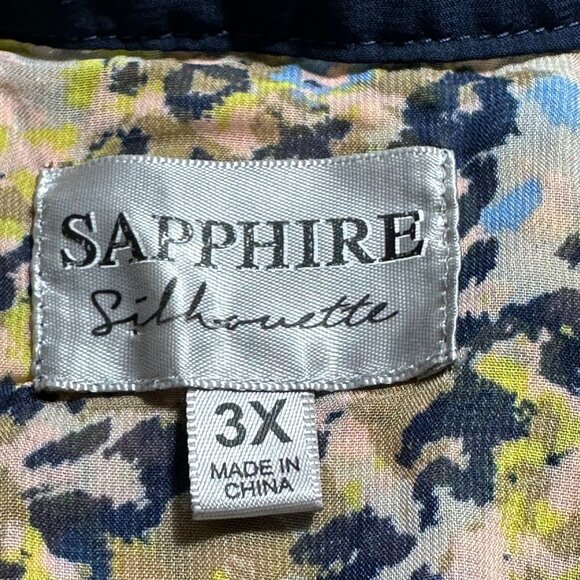 SAPPHIRE
Silhouette
3X
MADE IN
CHINA